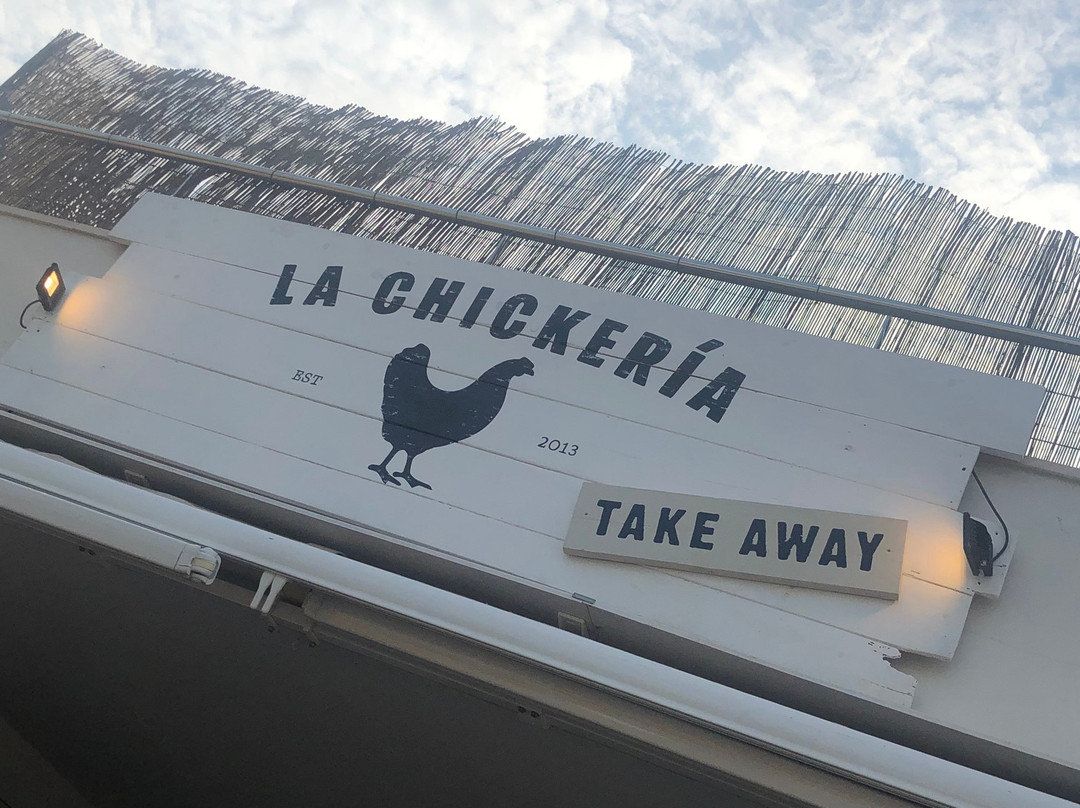 LA CHICKERÍA
EST
2013
TAKE AWAY